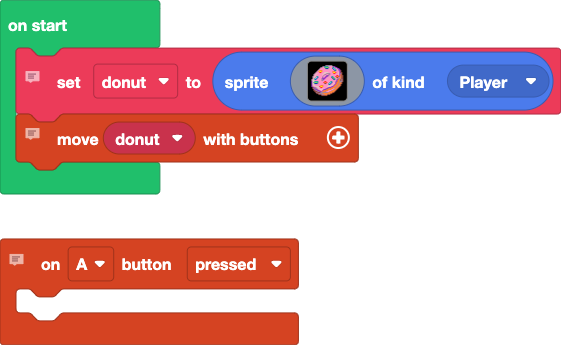 on start
set donut to sprite of kind Player
move donut with buttons
on A button pressed